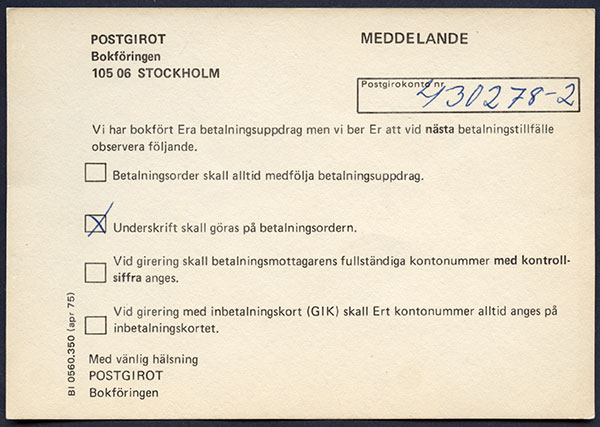 POSTGIROT
Bokföringen
105 06 STOCKHOLM
MEDDELANDE
Postgirokonto nr
430278-2
Vi har bokfört Era betalningsuppdrag men vi ber Er att vid nästa betalningstillfälle
observera följande.
Betalningsorder skall alltid medfölja betalningsuppdrag.
X Underskrift skall göras på betalningsordern.
Vid girering skall betalningsmottagarens fullständiga kontonummer med kontroll-
siffra anges.
Vid girering med inbetalningskort (GIK) skall Ert kontonummer alltid anges på
inbetalningskortet.
Med vänlig hälsning
POSTGIROT
Bokföringen
BI 0560.350 (apr 75)